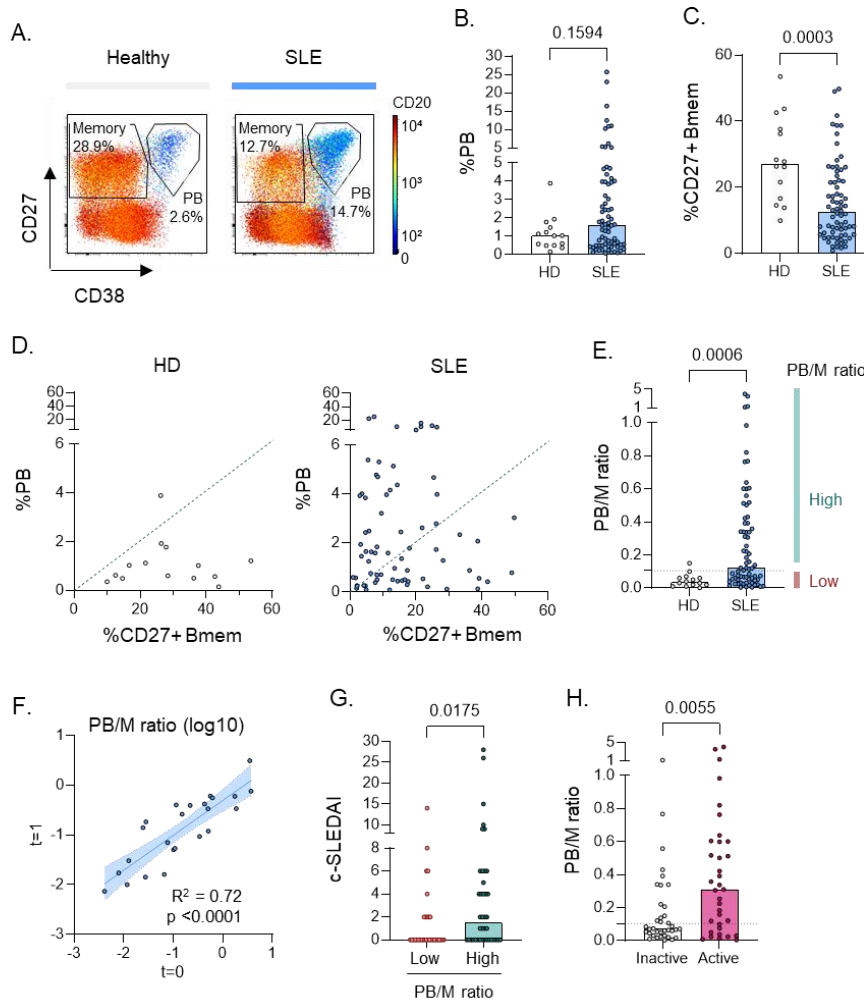 A.
Healthy
SLE
CD20
10⁴
10³
10²
0
Memory
28.9%
PB
2.6%
Memory
12.7%
PB
14.7%
CD27
CD38
B.
0.1594
%PB
30
25
20
15
10
5
5
4
3
2
1
0
HD
SLE
C.
0.0003
%CD27+ Bmem
60
40
20
0
HD
SLE
D.
HD
%PB
60
40
20
6
4
2
0
0
20
40
60
%CD27+ Bmem
SLE
%PB
60
40
20
6
4
2
0
0
20
40
60
%CD27+ Bmem
E.
0.0006
PB/M ratio
PB/M ratio
5
1
1.0
0.8
0.6
0.4
0.2
0.0
HD
SLE
High
Low
F.
PB/M ratio (log10)
t=1
1
-0
-1
-2
-3
R² = 0.72
p <0.0001
-3
-2
-1
0
1
t=0
G.
0.0175
c-SLEDAI
30
25
20
15
10
8
6
4
2
0
Low
High
PB/M ratio
H.
0.0055
PB/M ratio
5
1
1.0
0.8
0.6
0.4
0.2
0.0
Inactive
Active